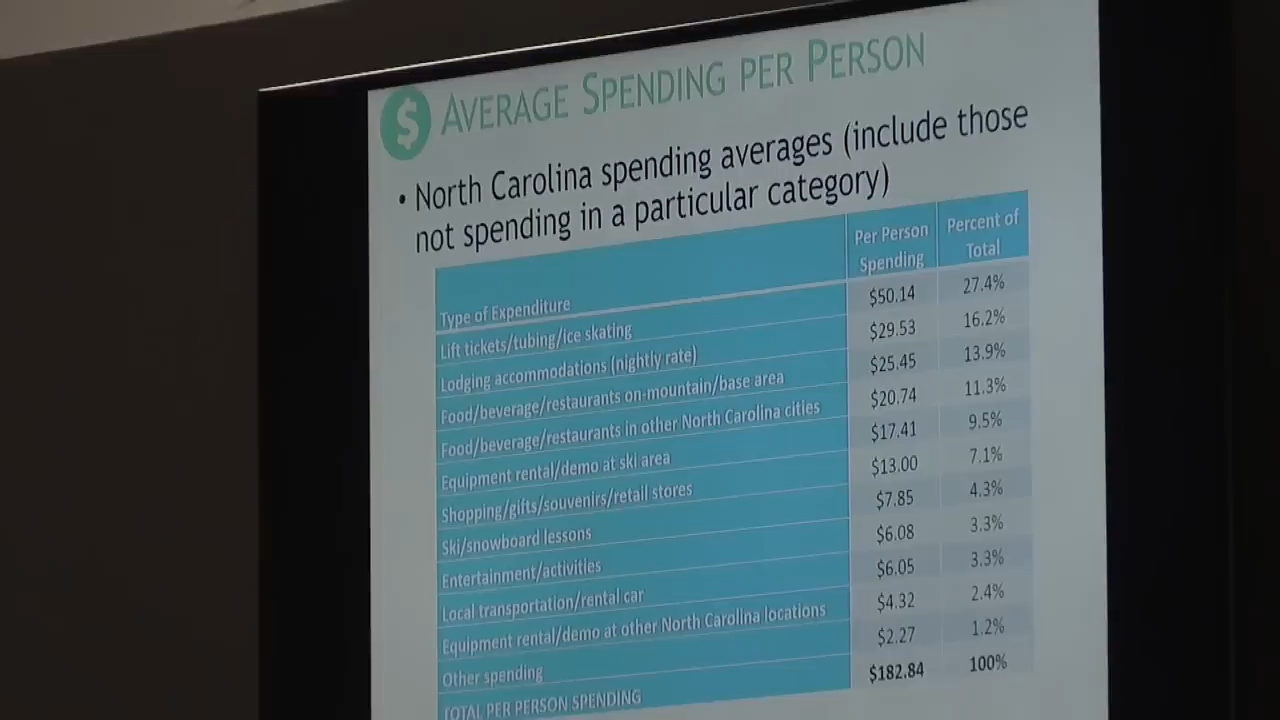 $ AVERAGE SPENDING PER PERSON
• North Carolina spending averages (include those
not spending in a particular category)
Type of Expenditure Per Person Spending Percent of Total
Lift tickets/tubing/ice skating $50.14 27.4%
Lodging accommodations (nightly rate) $29.53 16.2%
Food/beverage/restaurants on-mountain/base area $25.45 13.9%
Food/beverage/restaurants in other North Carolina cities $20.74 11.3%
Equipment rental/demo at ski area $17.41 9.5%
Shopping/gifts/souvenirs/retail stores $13.00 7.1%
Ski/snowboard lessons $7.85 4.3%
Entertainment/activities $6.08 3.3%
Local transportation/rental car $6.05 3.3%
Equipment rental/demo at other North Carolina locations $4.32 2.4%
Other spending $2.27 1.2%
TOTAL PER PERSON SPENDING $182.84 100%